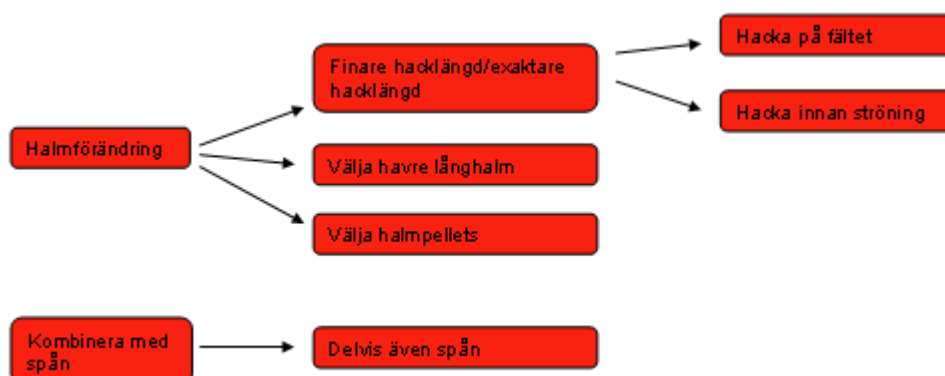 Halmförändring
Finare hacklängd/exaktare
hacklängd
Hacka på fältet
Hacka innan ströning
Välja havre långhalm
Välja halmpellets
Kombinera med
spån
Delvis även spån